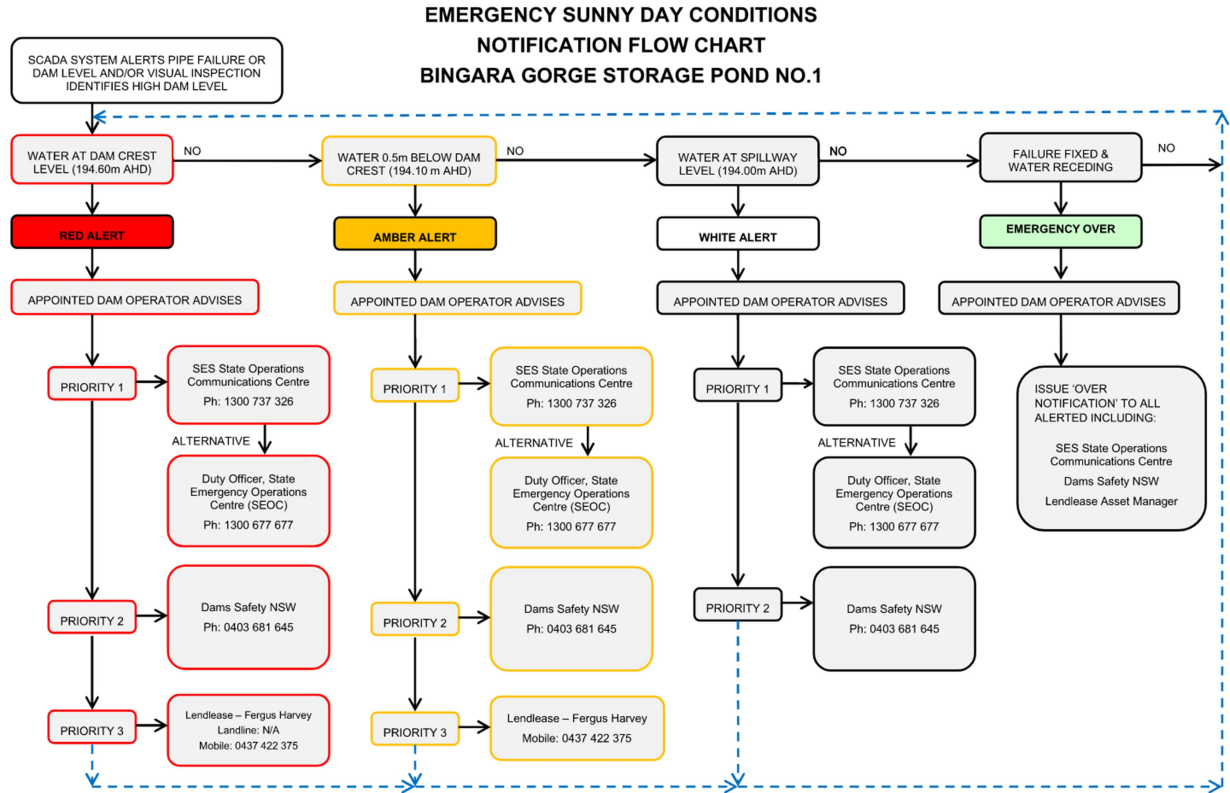 EMERGENCY SUNNY DAY CONDITIONS
NOTIFICATION FLOW CHART
BINGARA GORGE STORAGE POND NO.1
SCADA SYSTEM ALERTS PIPE FAILURE OR
DAM LEVEL AND/OR VISUAL INSPECTION
IDENTIFIES HIGH DAM LEVEL
WATER AT DAM CREST
LEVEL (194.60m AHD)
NO
WATER 0.5m BELOW DAM
CREST (194.10 m AHD)
NO
WATER AT SPILLWAY
LEVEL (194.00m AHD)
NO
FAILURE FIXED &
WATER RECEDING
NO
RED ALERT
AMBER ALERT
WHITE ALERT
EMERGENCY OVER
APPOINTED DAM OPERATOR ADVISES
APPOINTED DAM OPERATOR ADVISES
APPOINTED DAM OPERATOR ADVISES
APPOINTED DAM OPERATOR ADVISES
PRIORITY 1
SES State Operations
Communications Centre
Ph: 1300 737 326
ALTERNATIVE
Duty Officer, State
Emergency Operations
Centre (SEOC)
Ph: 1300 677 677
PRIORITY 2
Dams Safety NSW
Ph: 0403 681 645
PRIORITY 3
Lendlease – Fergus Harvey
Landline: N/A
Mobile: 0437 422 375
PRIORITY 1
SES State Operations
Communications Centre
Ph: 1300 737 326
ALTERNATIVE
Duty Officer, State
Emergency Operations
Centre (SEOC)
Ph: 1300 677 677
PRIORITY 2
Dams Safety NSW
Ph: 0403 681 645
PRIORITY 3
Lendlease – Fergus Harvey
Mobile: 0437 422 375
PRIORITY 1
SES State Operations
Communications Centre
Ph: 1300 737 326
ALTERNATIVE
Duty Officer, State
Emergency Operations
Centre (SEOC)
Ph: 1300 677 677
PRIORITY 2
Dams Safety NSW
Ph: 0403 681 645
ISSUE ‘OVER
NOTIFICATION’ TO ALL
ALERTED INCLUDING:
SES State Operations
Communications Centre
Dams Safety NSW
Lendlease Asset Manager